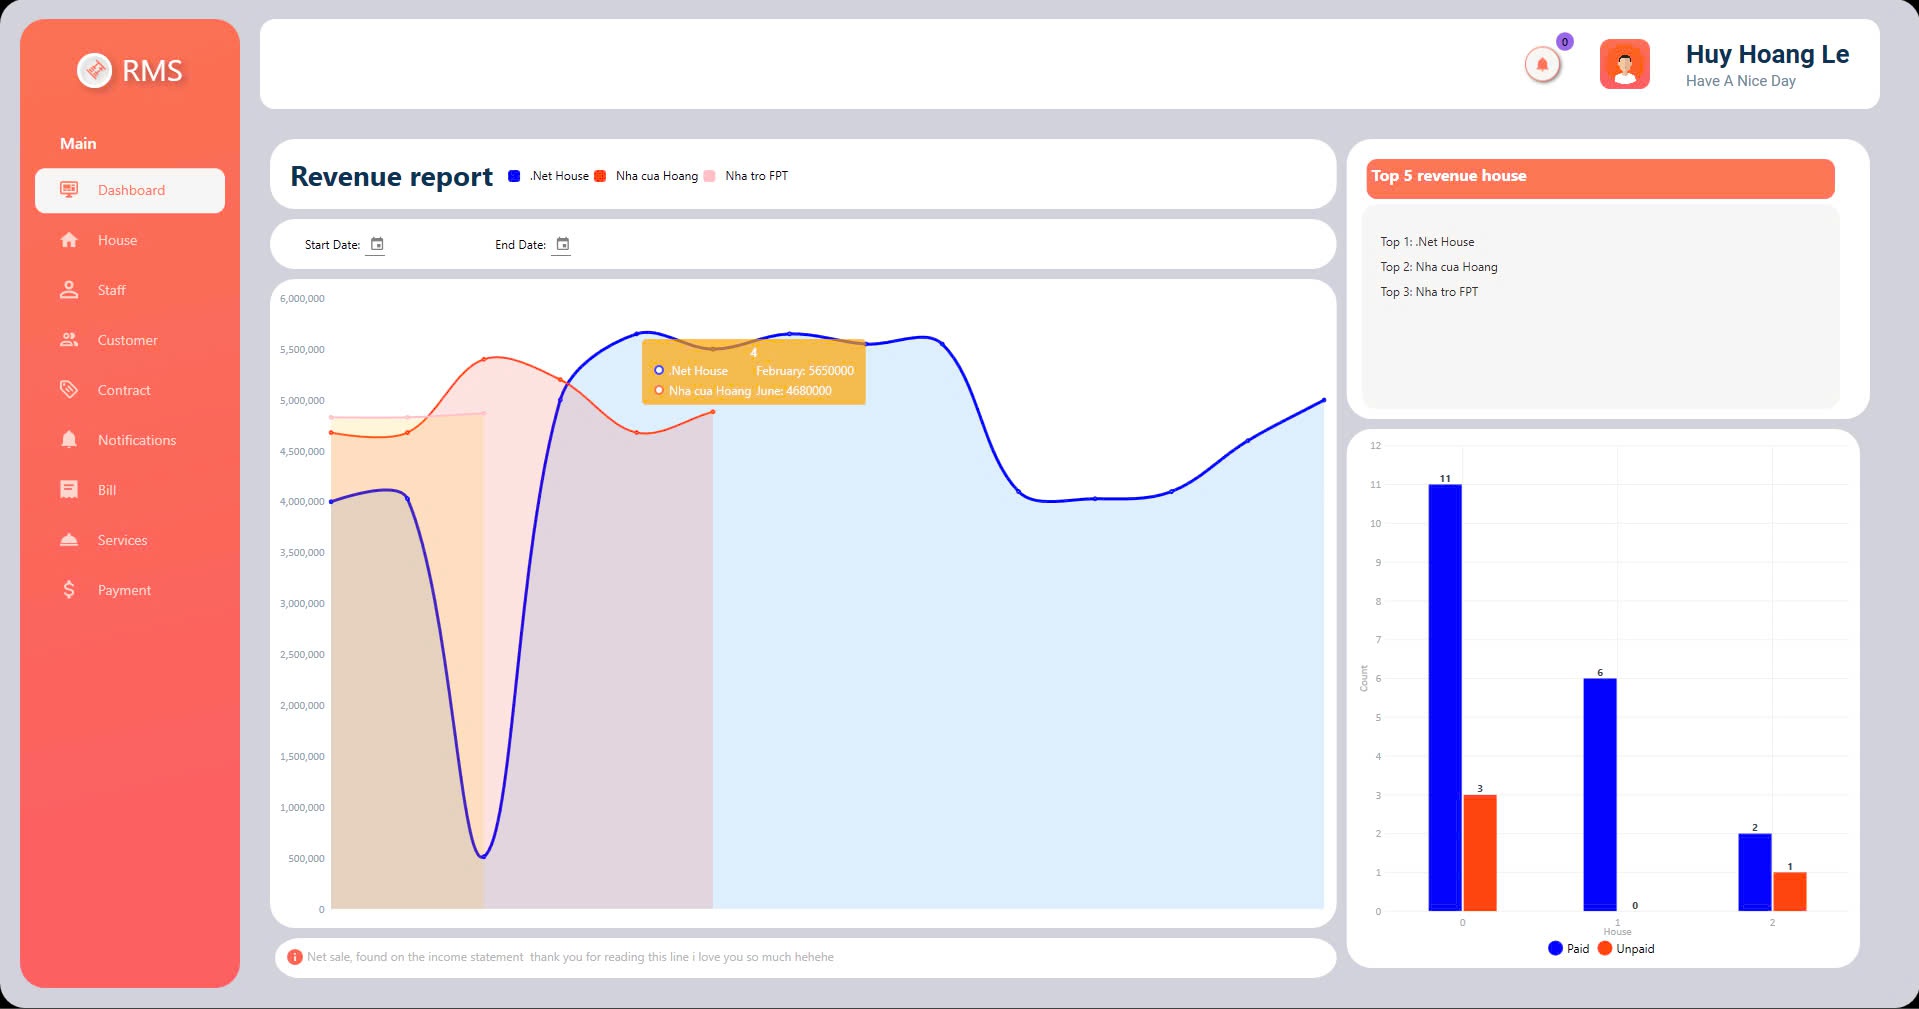 RMS
Main
Dashboard
House
Staff
Customer
Contract
Notifications
Bill
Services
Payment
0
Huy Hoang Le
Have A Nice Day
Revenue report
.Net House
Nha cua Hoang
Nha tro FPT
Start Date:
End Date:
6,000,000
5,500,000
5,000,000
4,500,000
4,000,000
3,500,000
3,000,000
2,500,000
2,000,000
1,500,000
1,000,000
500,000
0
4
.Net House February: 5650000
Nha cua Hoang June: 4680000
Net sale, found on the income statement thank you for reading this line i love you so much hehehe
Top 5 revenue house
Top 1: .Net House
Top 2: Nha cua Hoang
Top 3: Nha tro FPT
12
11
10
9
8
7
6
5
4
3
2
1
0
Count
11
3
6
0
2
1
0
1
2
House
Paid
Unpaid